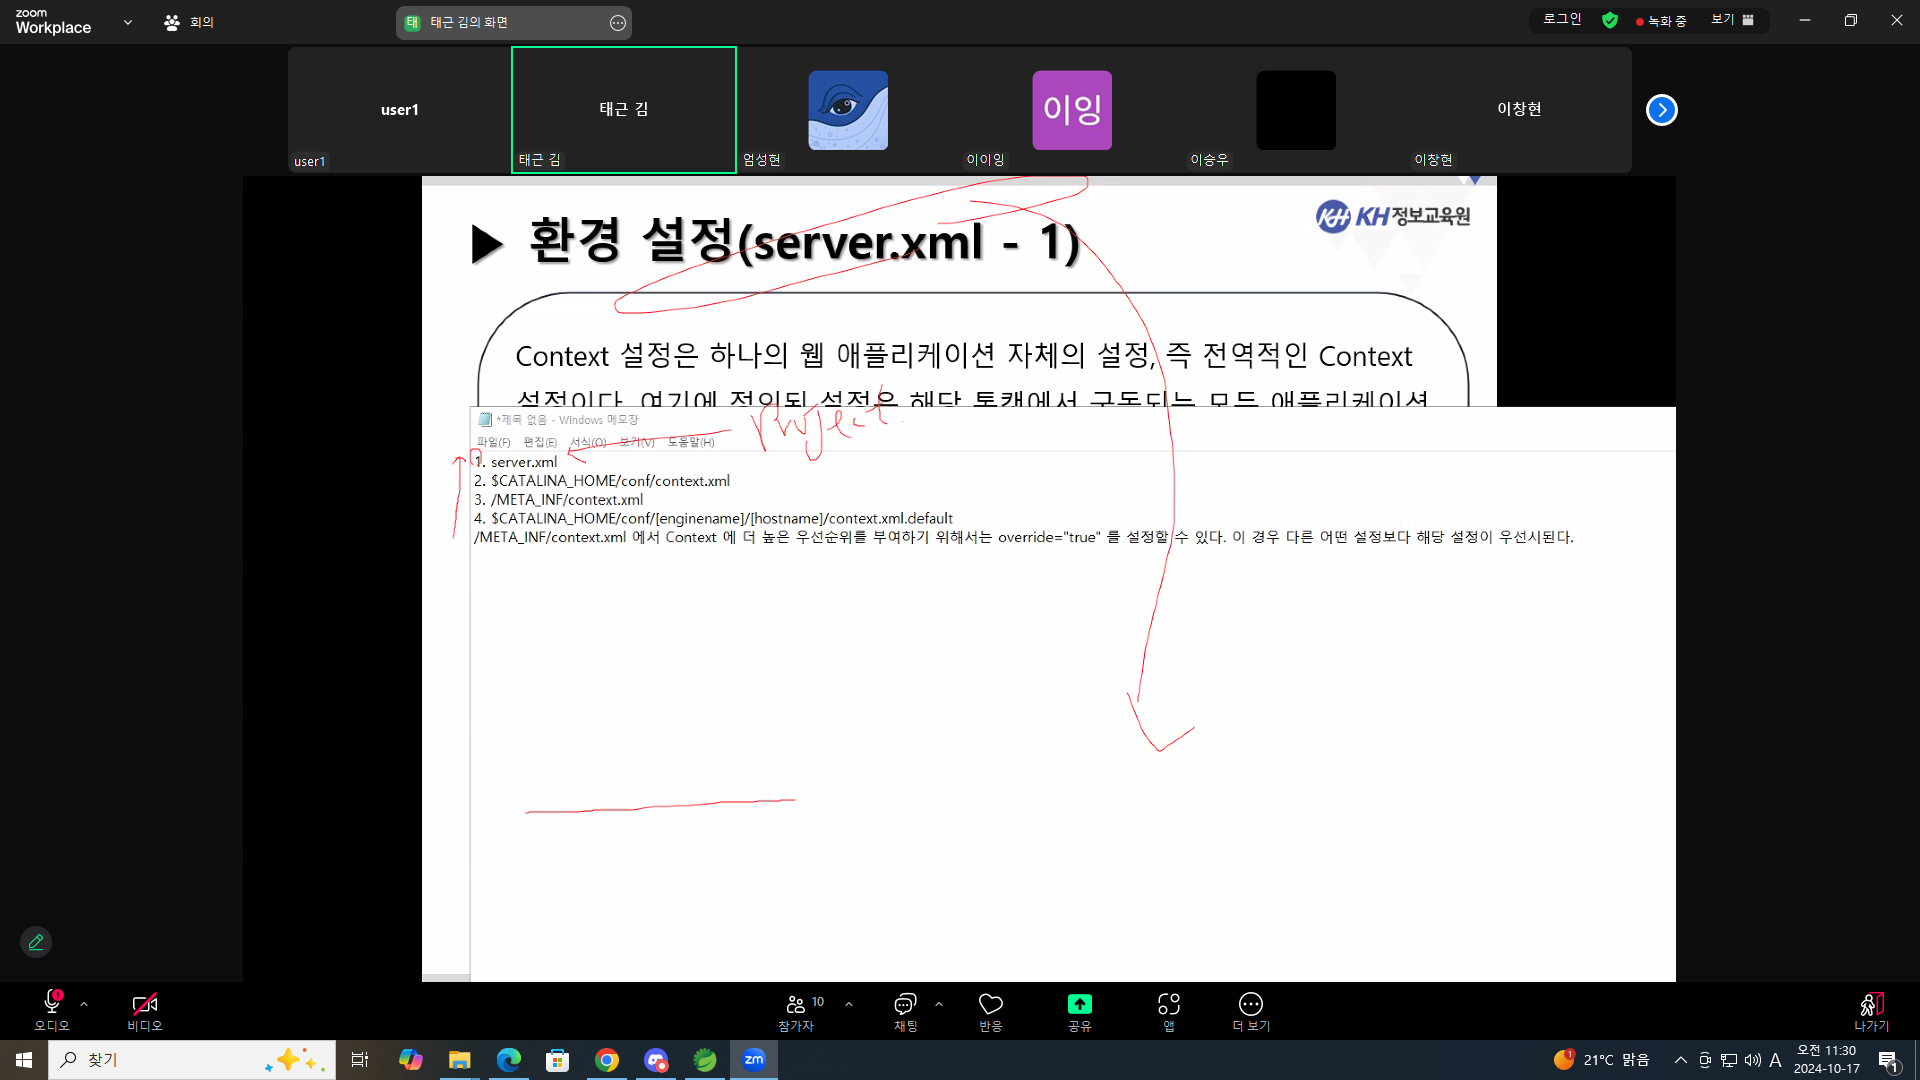 zoom
Workplace
회의
태 태근 김의 화면
로그인
녹화 중
보기
user1
user1
태근 김
태근 김
엄성현
이잉
이이잉
이승우
이창현
이창현
▶ 환경 설정(server.xml - 1)
KH KH정보교육원
Context 설정은 하나의 웹 애플리케이션 자체의 설정, 즉 전역적인 Context
설정이다. 여기에 정의된 설정은 해당 톰캣에서 구동되는 모든 애플리케이션
*제목 없음 - Windows 메모장
파일(F) 편집(E) 서식(O) 보기(V) 도움말(H)
Project
1. server.xml
2. $CATALINA_HOME/conf/context.xml
3. /META_INF/context.xml
4. $CATALINA_HOME/conf/[enginename]/[hostname]/context.xml.default
/META_INF/context.xml 에서 Context 에 더 높은 우선순위를 부여하기 위해서는 override="true" 를 설정할 수 있다. 이 경우 다른 어떤 설정보다 해당 설정이 우선시된다.
오디오
비디오
참가자 10
채팅
반응
공유
앱
더 보기
나가기
찾기
zm
1
21°C 맑음
A
오전 11:30
2024-10-17
1